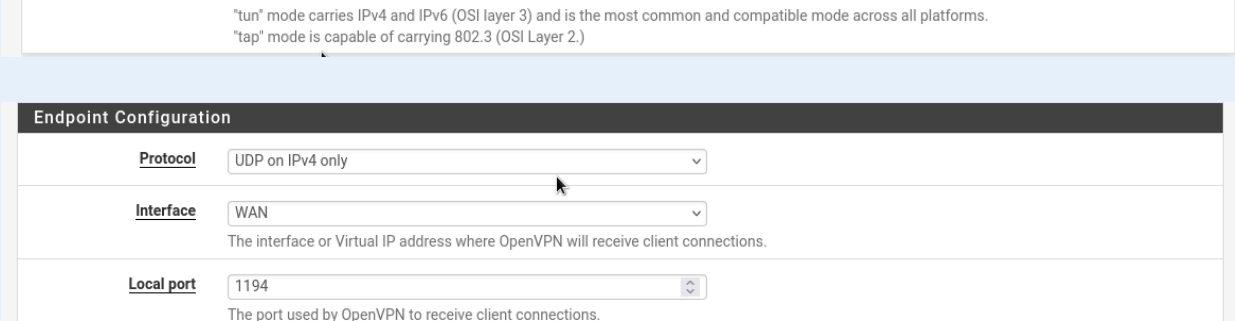 "tun" mode carries IPv4 and IPv6 (OSI layer 3) and is the most common and compatible mode across all platforms.
"tap" mode is capable of carrying 802.3 (OSI Layer 2.)
Endpoint Configuration
Protocol
UDP on IPv4 only
Interface
WAN
The interface or Virtual IP address where OpenVPN will receive client connections.
Local port
1194
The port used by OpenVPN to receive client connections.